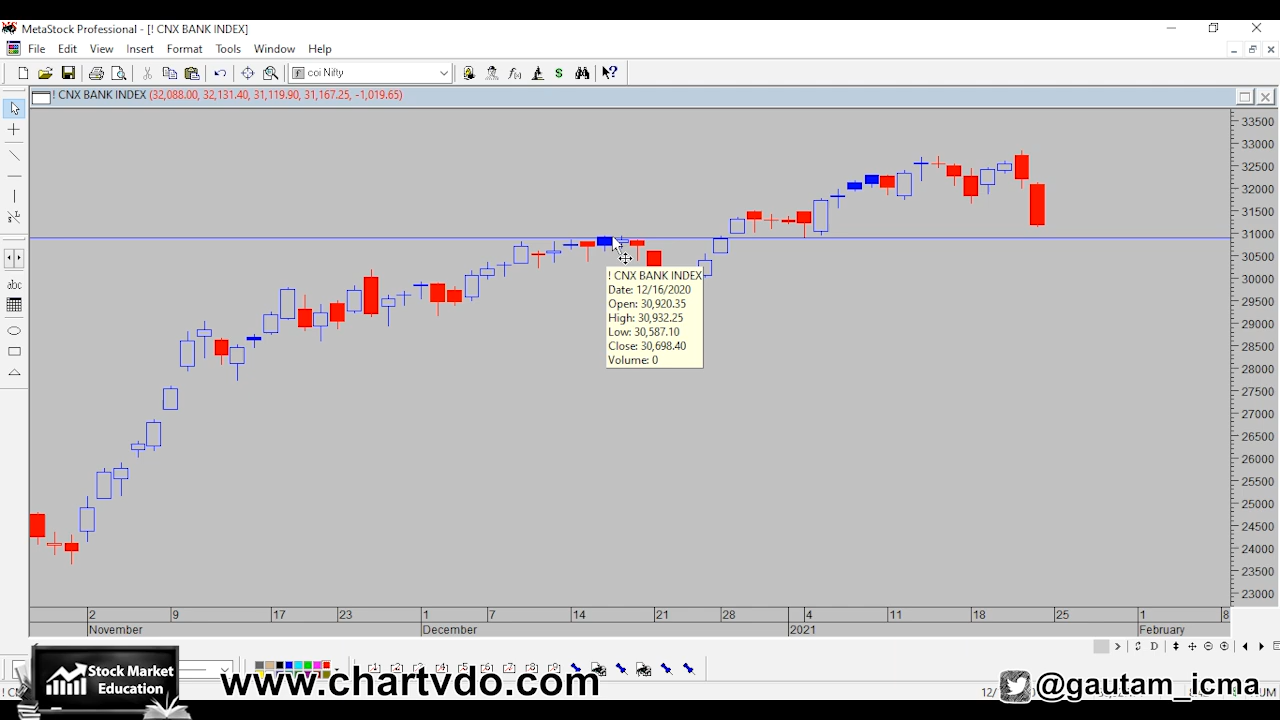 MetaStock Professional - [! CNX BANK INDEX]
File Edit View Insert Format Tools Window Help
coi Nifty
! CNX BANK INDEX (32,088.00, 32,131.40, 31,119.90, 31,167.25, -1,019.65)
33500
33000
32500
32000
31500
31000
30500
30000
29500
29000
28500
28000
27500
27000
26500
26000
25500
25000
24500
24000
23500
23000
! CNX BANK INDEX
Date: 12/16/2020
Open: 30,920.35
High: 30,932.25
Low: 30,587.10
Close: 30,698.40
Volume: 0
abc
2 9 17 23 1 7 14 21 28 4 11 18 25 1 8
November December 2021 February
Stock Market
Education
www.chartvdo.com
@gautam_icma